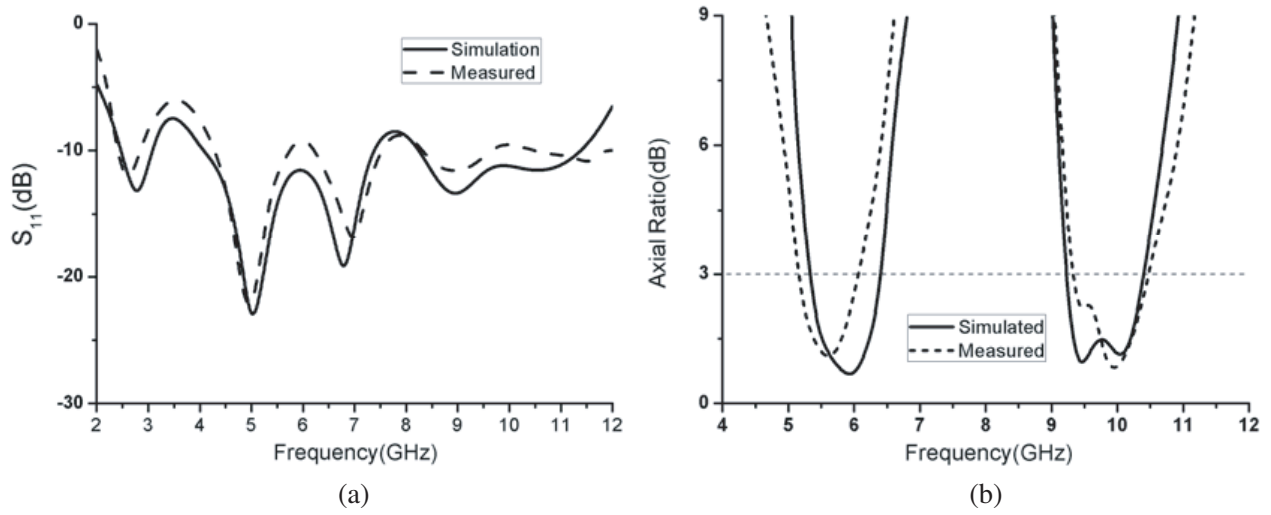 0
-10
-20
-30
S11(dB)
Simulation
Measured
2 3 4 5 6 7 8 9 10 11 12
Frequency(GHz)
(a)
9
6
3
0
Axial Ratio(dB)
Simulated
Measured
4 5 6 7 8 9 10 11 12
Frequency(GHz)
(b)